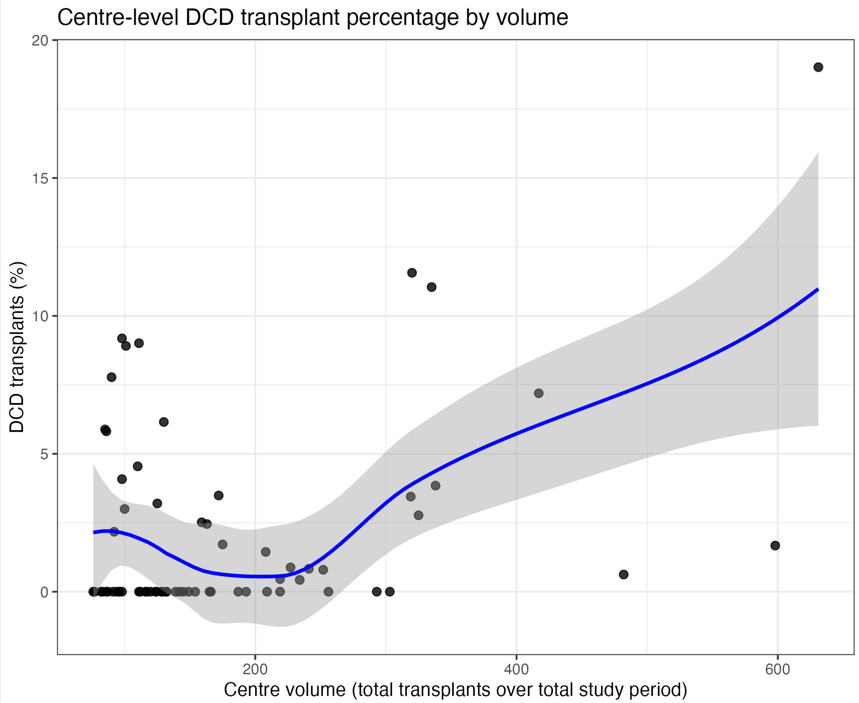 Centre-level DCD transplant percentage by volume
DCD transplants (%)
20
15
10
5
0
200
400
600
Centre volume (total transplants over total study period)